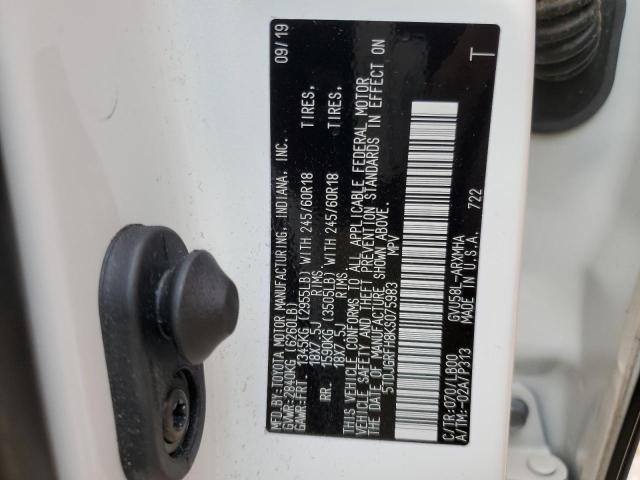 MFD.BY:TOYOTA MOTOR MANUFACTURING, INDIANA, INC. 09/19
GVWR:2840KG (6260LB)
GAWR:FRT. 1345KG (2955LB) WITH 245/60R18 TIRES,
18X7.5J RIMS,
RR. 1590KG (3505LB) WITH 245/60R18 TIRES,
18X7.5J RIMS.
THIS VEHICLE CONFORMS TO ALL APPLICABLE FEDERAL MOTOR
VEHICLE SAFETY AND THEFT PREVENTION STANDARDS IN EFFECT ON
THE DATE OF MANUFACTURE SHOWN ABOVE.
5TDJGRFH8KS075983 MPV
T
C/TR:070/LB00 GVU58L-ARXMHA
A/TM:-02A/P313 MADE IN U.S.A. 722